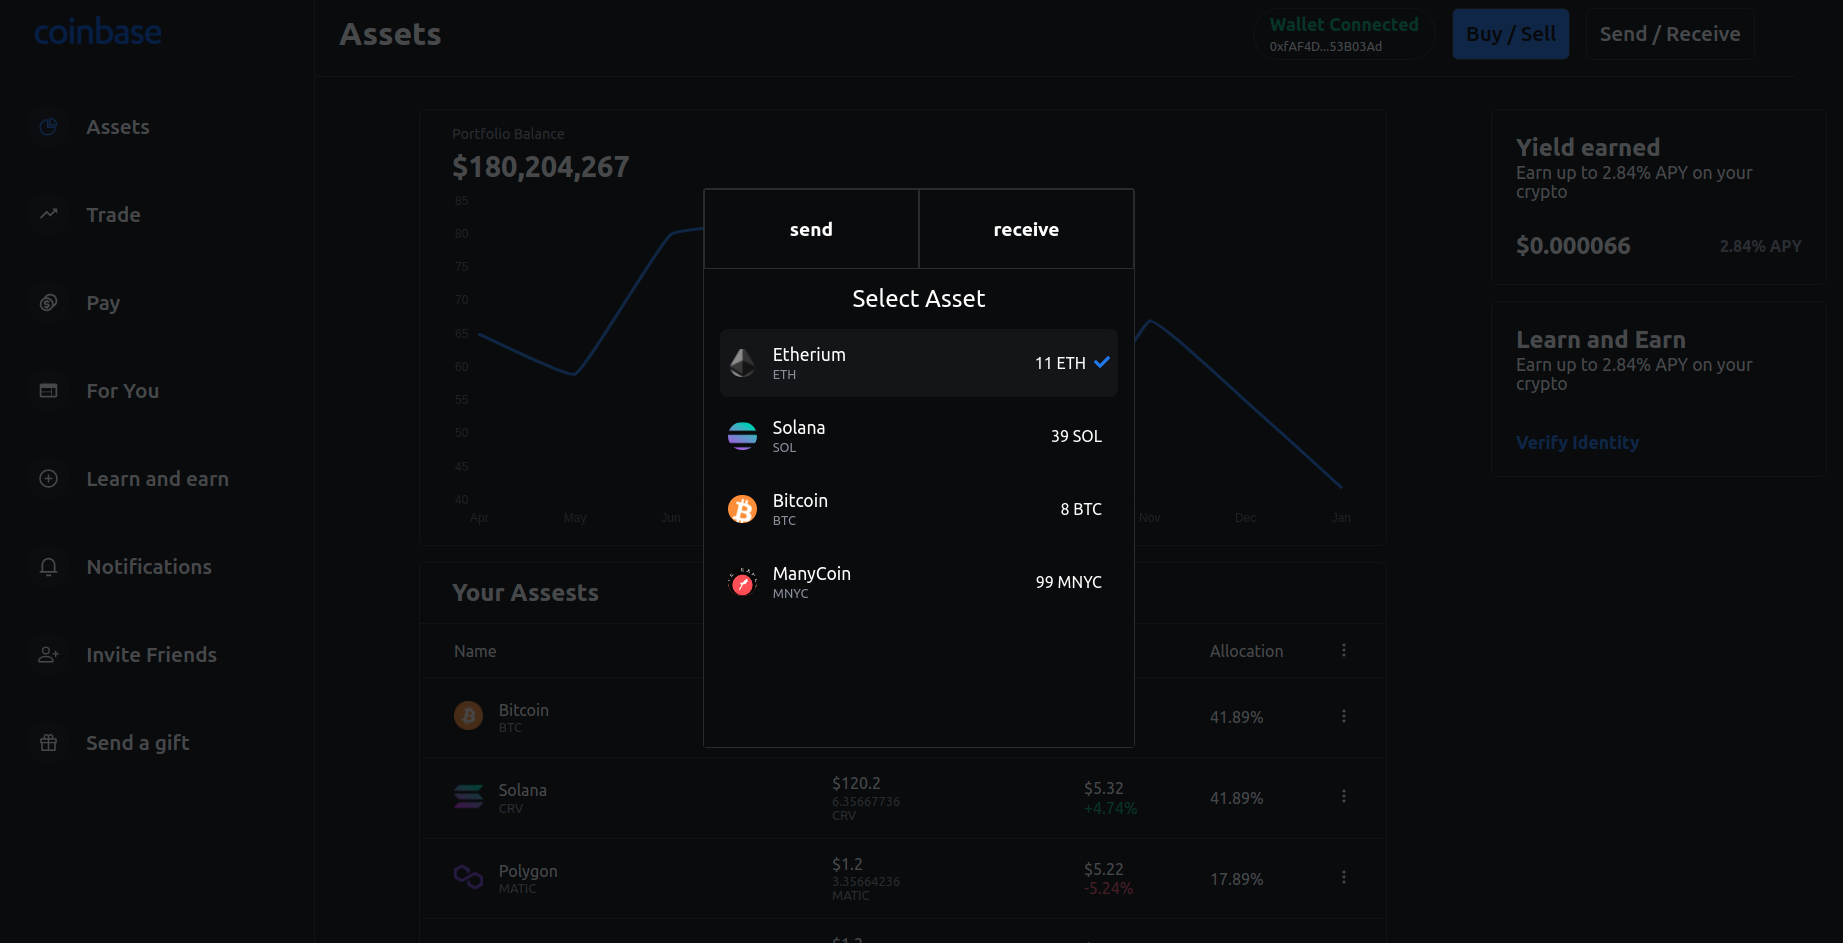 coinbase
Assets
Wallet Connected
0xfAF4D...53B03Ad
Buy / Sell
Send / Receive
Assets
Trade
Pay
For You
Learn and earn
Notifications
Invite Friends
Send a gift
Portfolio Balance
$180,204,267
85
80
75
70
65
60
55
50
45
40
Apr May Jun Nov Dec Jan
send receive
Select Asset
Etherium
ETH
11 ETH
Solana
SOL
39 SOL
Bitcoin
BTC
8 BTC
ManyCoin
MNYC
99 MNYC
Yield earned
Earn up to 2.84% APY on your
crypto
$0.000066 2.84% APY
Learn and Earn
Earn up to 2.84% APY on your
crypto
Verify Identity
Your Assests
Name Allocation
Bitcoin
BTC
41.89%
Solana
CRV
$120.2
6.35667736
CRV
$5.32
+4.74%
41.89%
Polygon
MATIC
$1.2
3.35664236
MATIC
$5.22
-5.24%
17.89%